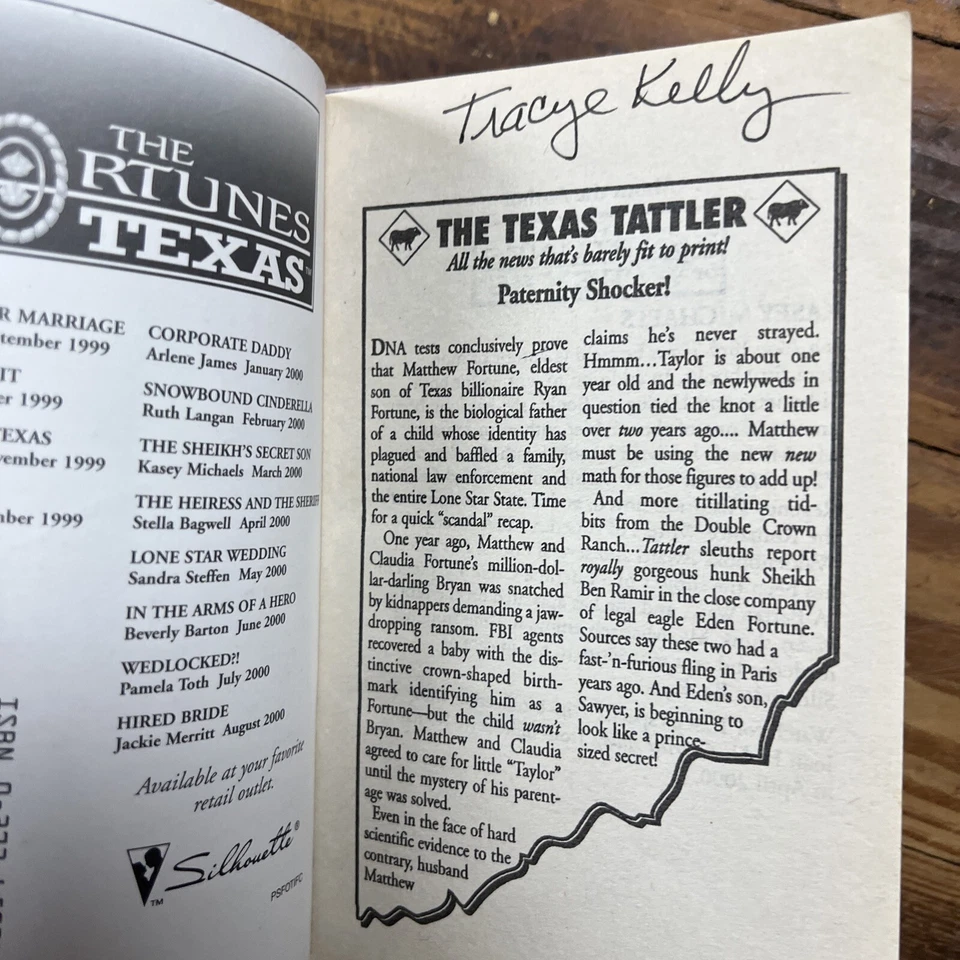 THE
RTUNES
TEXAS
R MARRIAGE
tember 1999
IT
er 1999
EXAS
vember 1999
mber 1999
CORPORATE DADDY
Arlene James January 2000
SNOWBOUND CINDERELLA
Ruth Langan February 2000
THE SHEIKH'S SECRET SON
Kasey Michaels March 2000
THE HEIRESS AND THE SHERIFF
Stella Bagwell April 2000
LONE STAR WEDDING
Sandra Steffen May 2000
IN THE ARMS OF A HERO
Beverly Barton June 2000
WEDLOCKED?!
Pamela Toth July 2000
HIRED BRIDE
Jackie Merritt August 2000
Available at your favorite
retail outlet.
Silhouette®
TM
PSFOTIFC
Tracye Kelly
THE TEXAS TATTLER
All the news that's barely fit to print!
Paternity Shocker!
DNA tests conclusively prove
that Matthew Fortune, eldest
son of Texas billionaire Ryan
Fortune, is the biological father
of a child whose identity has
plagued and baffled a family,
national law enforcement and
the entire Lone Star State. Time
for a quick "scandal" recap.
One year ago, Matthew and
Claudia Fortune's million-dol-
lar-darling Bryan was snatched
by kidnappers demanding a jaw-
dropping ransom. FBI agents
recovered a baby with the dis-
tinctive crown-shaped birth-
mark identifying him as a
Fortune—but the child wasn't
Bryan. Matthew and Claudia
agreed to care for little "Taylor"
until the mystery of his parent-
age was solved.
Even in the face of hard
scientific evidence to the
contrary, husband
Matthew
claims he's never strayed.
Hmmm...Taylor is about one
year old and the newlyweds in
question tied the knot a little
over two years ago.... Matthew
must be using the new new
math for those figures to add up!
And more titillating tid-
bits from the Double Crown
Ranch...Tattler sleuths report
royally gorgeous hunk Sheikh
Ben Ramir in the close company
of legal eagle Eden Fortune.
Sources say these two had a
fast-'n-furious fling in Paris
years ago. And Eden's son,
Sawyer, is beginning to
look like a prince-
sized secret!